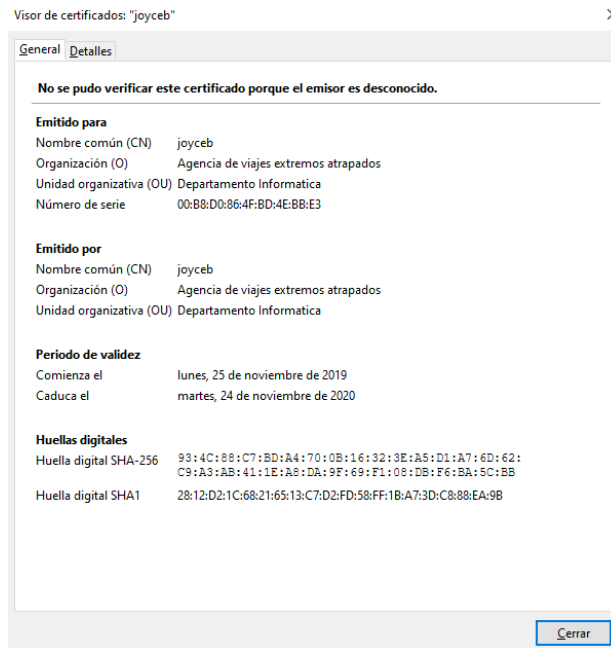 Visor de certificados: "joyceb"
General Detalles
No se pudo verificar este certificado porque el emisor es desconocido.
Emitido para
Nombre común (CN) joyceb
Organización (O) Agencia de viajes extremos atrapados
Unidad organizativa (OU) Departamento Informatica
Número de serie 00:B8:D0:86:4F:BD:4E:BB:E3
Emitido por
Nombre común (CN) joyceb
Organización (O) Agencia de viajes extremos atrapados
Unidad organizativa (OU) Departamento Informatica
Periodo de validez
Comienza el lunes, 25 de noviembre de 2019
Caduca el martes, 24 de noviembre de 2020
Huellas digitales
Huella digital SHA-256 93:4C:88:C7:BD:A4:70:0B:16:32:3E:A5:D1:A7:6D:62:
C9:A3:AB:41:1E:A8:DA:9F:69:F1:08:DB:F6:BA:5C:BB
Huella digital SHA1 28:12:D2:1C:68:21:65:13:C7:D2:FD:58:FF:1B:A7:3D:C8:88:EA:9B
Cerrar